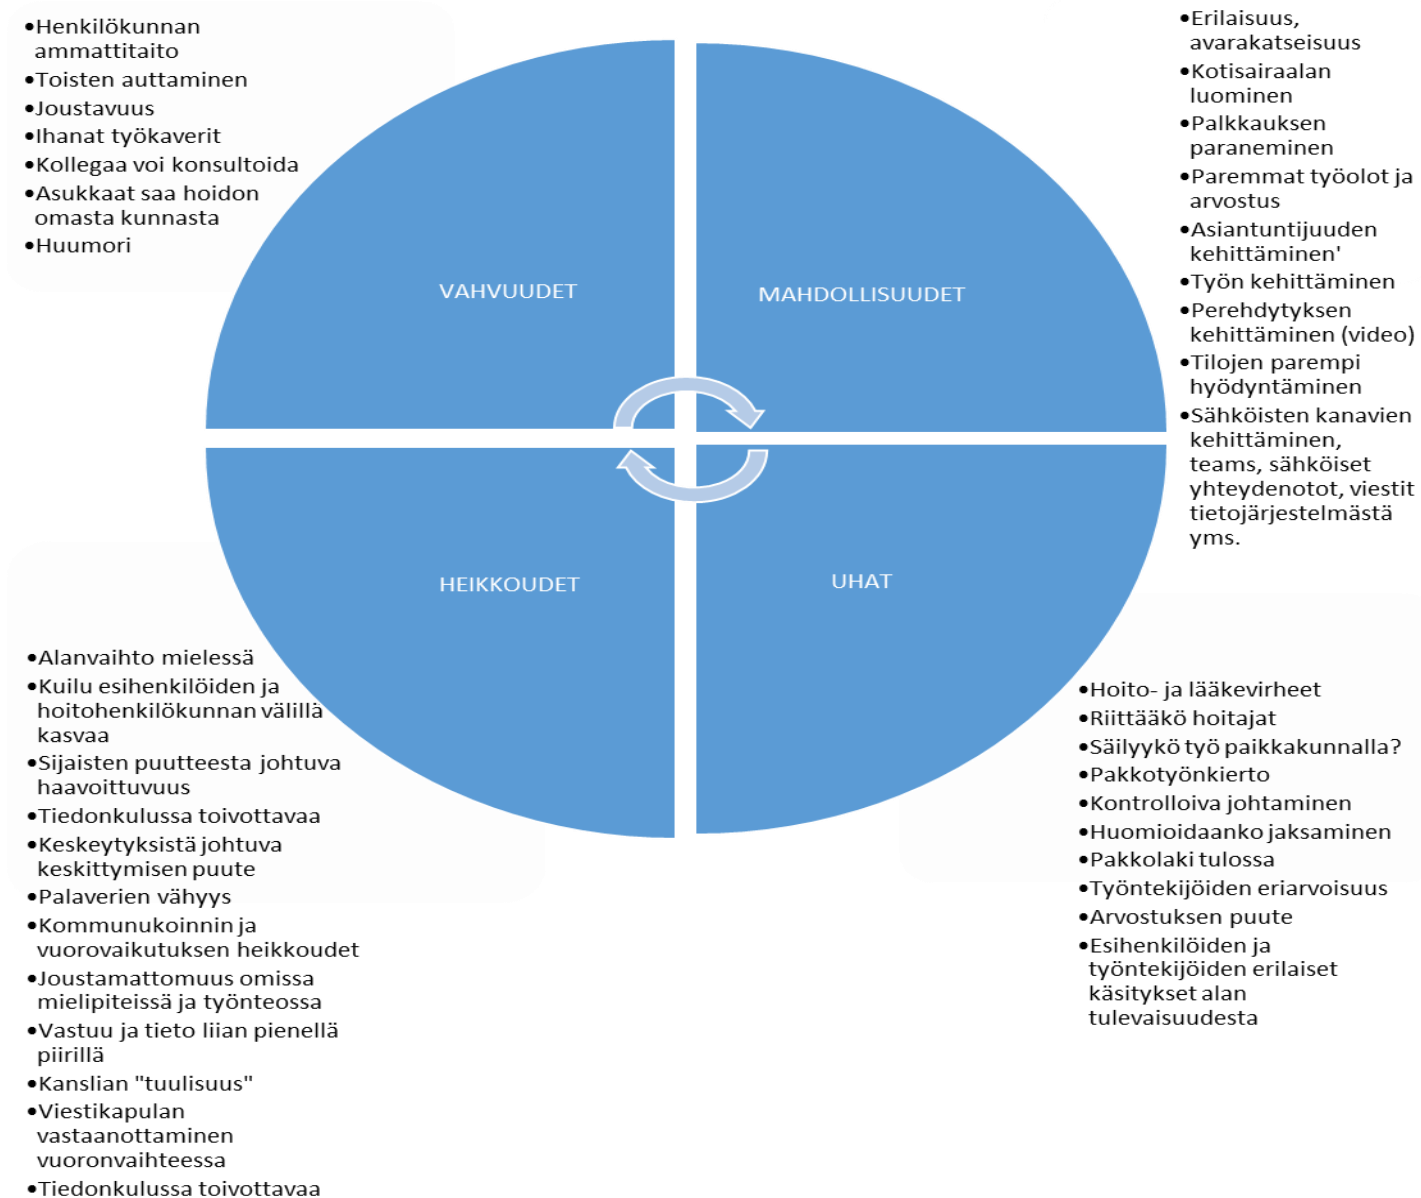 •Henkilökunnan
ammattitaito
•Toisten auttaminen
•Joustavuus
•Ihanat työkaverit
•Kollegaa voi konsultoida
•Asukkaat saa hoidon
omasta kunnasta
•Huumori
VAHVUUDET
•Erilaisuus,
avarakatseisuus
•Kotisairaalan
luominen
•Palkkauksen
paraneminen
•Paremmat työolot ja
arvostus
•Asiantuntijuuden
kehittäminen'
•Työn kehittäminen
•Perehdytyksen
kehittäminen (video)
•Tilojen parempi
hyödyntäminen
•Sähköisten kanavien
kehittäminen,
teams, sähköiset
yhteydenotot, viestit
tietojärjestelmästä
yms.
MAHDOLLISUUDET
HEIKKOUDET
•Alanvaihto mielessä
•Kuilu esihenkilöiden ja
hoitohenkilökunnan välillä
kasvaa
•Sijaisten puutteesta johtuva
haavoittuvuus
•Tiedonkulussa toivottavaa
•Keskeytyksistä johtuva
keskittymisen puute
•Palaverien vähyys
•Kommunukoinnin ja
vuorovaikutuksen heikkoudet
•Joustamattomuus omissa
mielipiteissä ja työnteossa
•Vastuu ja tieto liian pienellä
piirillä
•Kanslian "tuulisuus"
•Viestikapulan
vastaanottaminen
vuoronvaihteessa
•Tiedonkulussa toivottavaa
UHAT
•Hoito- ja lääkevirheet
•Riittääkö hoitajat
•Säilyykö työ paikkakunnalla?
•Pakkotyönkierto
•Kontrolloiva johtaminen
•Huomioidaanko jaksaminen
•Pakkolaki tulossa
•Työntekijöiden eriarvoisuus
•Arvostuksen puute
•Esihenkilöiden ja
työntekijöiden erilaiset
käsitykset alan
tulevaisuudesta